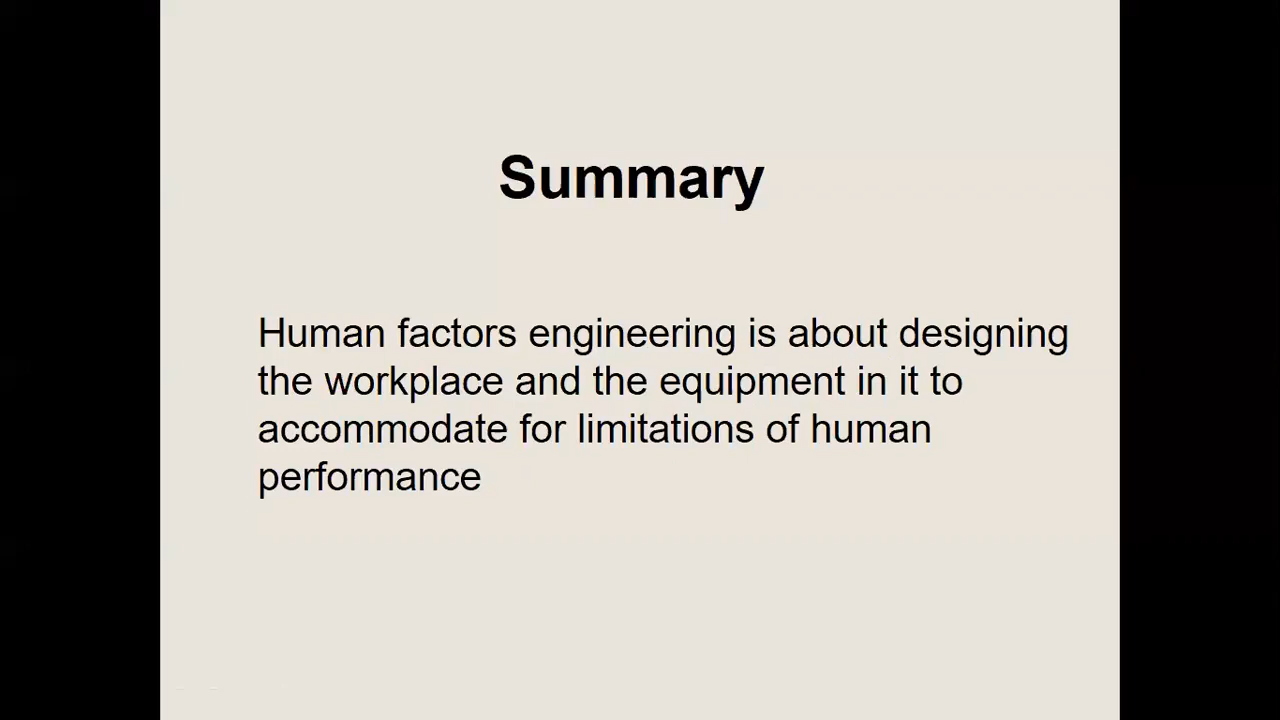 Summary
Human factors engineering is about designing
the workplace and the equipment in it to
accommodate for limitations of human
performance